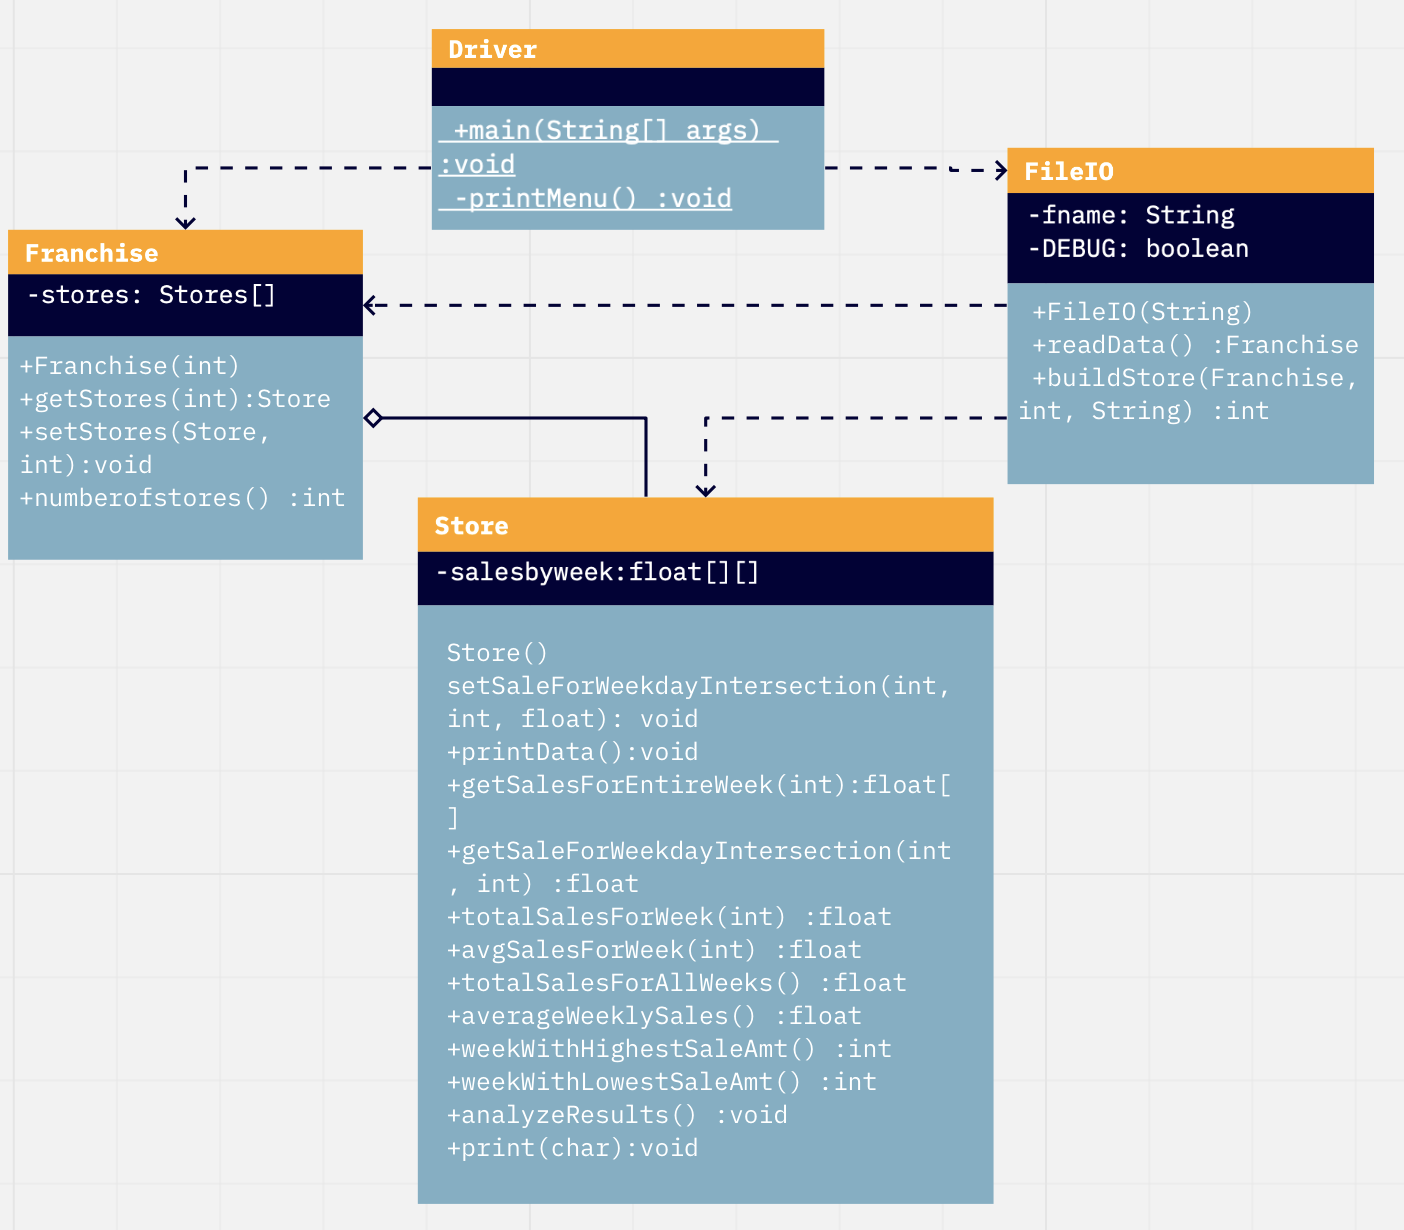 Driver
+main(String[] args)
:void
-printMenu() :void
FileIO
-fname: String
-DEBUG: boolean
+FileIO(String)
+readData() :Franchise
+buildStore(Franchise,
int, String) :int
Franchise
-stores: Stores[]
+Franchise(int)
+getStores(int):Store
+setStores(Store,
int):void
+numberofstores() :int
Store
-salesbyweek:float[][]
Store()
setSaleForWeekdayIntersection(int,
int, float): void
+printData():void
+getSalesForEntireWeek(int):float[
]
+getSaleForWeekdayIntersection(int
, int) :float
+totalSalesForWeek(int) :float
+avgSalesForWeek(int) :float
+totalSalesForAllWeeks() :float
+averageWeeklySales() :float
+weekWithHighestSaleAmt() :int
+weekWithLowestSaleAmt() :int
+analyzeResults() :void
+print(char):void